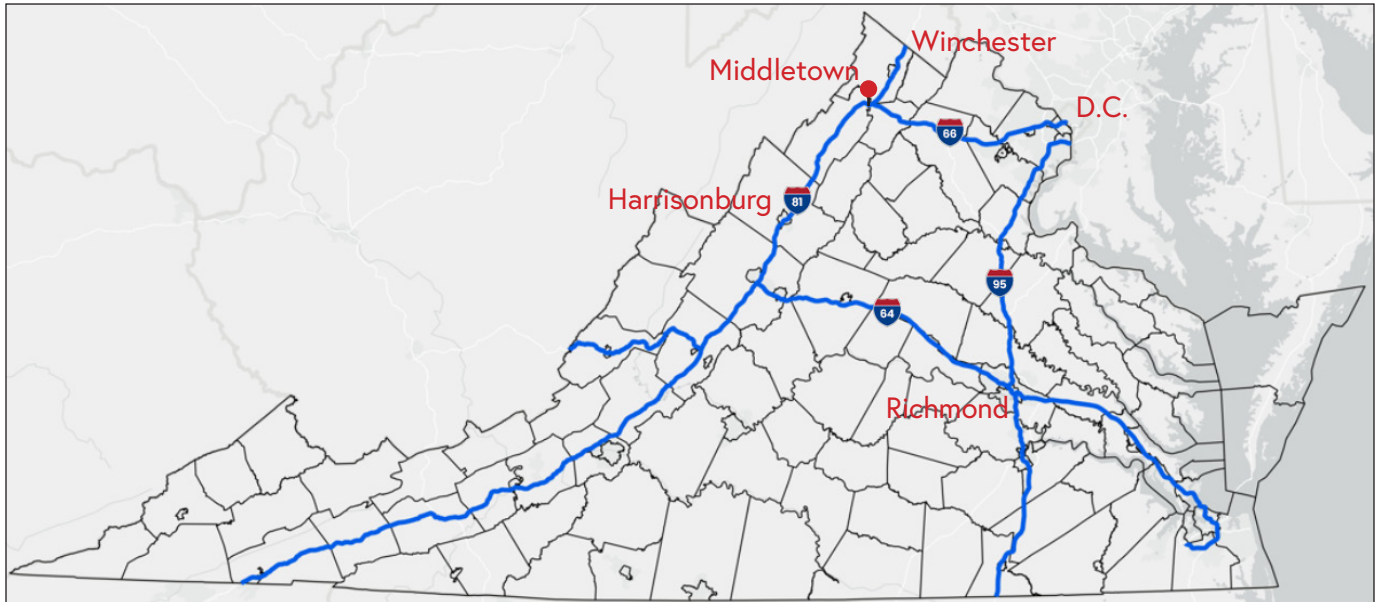 Winchester
Middletown
D.C.
66
Harrisonburg
81
95
64
Richmond